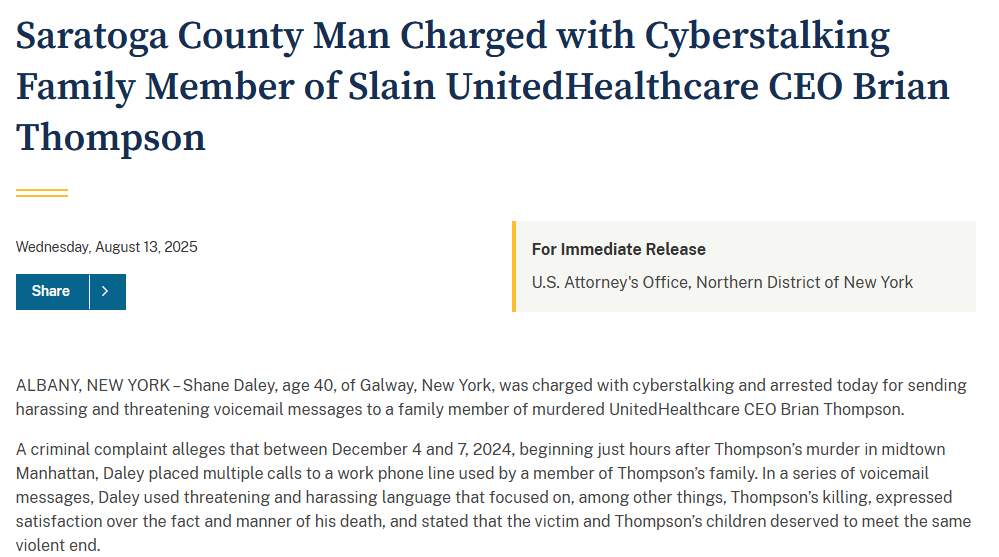 Saratoga County Man Charged with Cyberstalking
Family Member of Slain UnitedHealthcare CEO Brian
Thompson
Wednesday, August 13, 2025
Share
For Immediate Release
U.S. Attorney's Office, Northern District of New York
ALBANY, NEW YORK – Shane Daley, age 40, of Galway, New York, was charged with cyberstalking and arrested today for sending
harassing and threatening voicemail messages to a family member of murdered UnitedHealthcare CEO Brian Thompson.
A criminal complaint alleges that between December 4 and 7, 2024, beginning just hours after Thompson’s murder in midtown
Manhattan, Daley placed multiple calls to a work phone line used by a member of Thompson’s family. In a series of voicemail
messages, Daley used threatening and harassing language that focused on, among other things, Thompson’s killing, expressed
satisfaction over the fact and manner of his death, and stated that the victim and Thompson’s children deserved to meet the same
violent end.